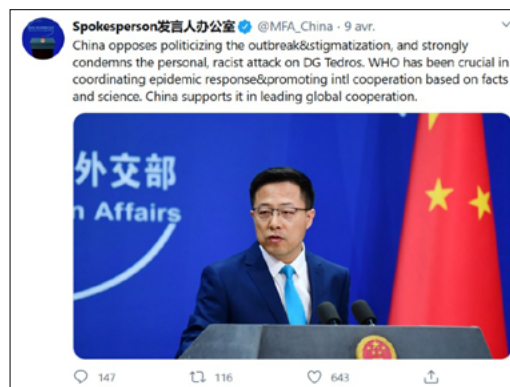 Spokesperson发言人办公室 @MFA_China · 9 avr.
China opposes politicizing the outbreak&stigmatization, and strongly
condemns the personal, racist attack on DG Tedros. WHO has been crucial in
coordinating epidemic response&promoting intl cooperation based on facts
and science. China supports it in leading global cooperation.
外交部
n Affairs
147 116 643